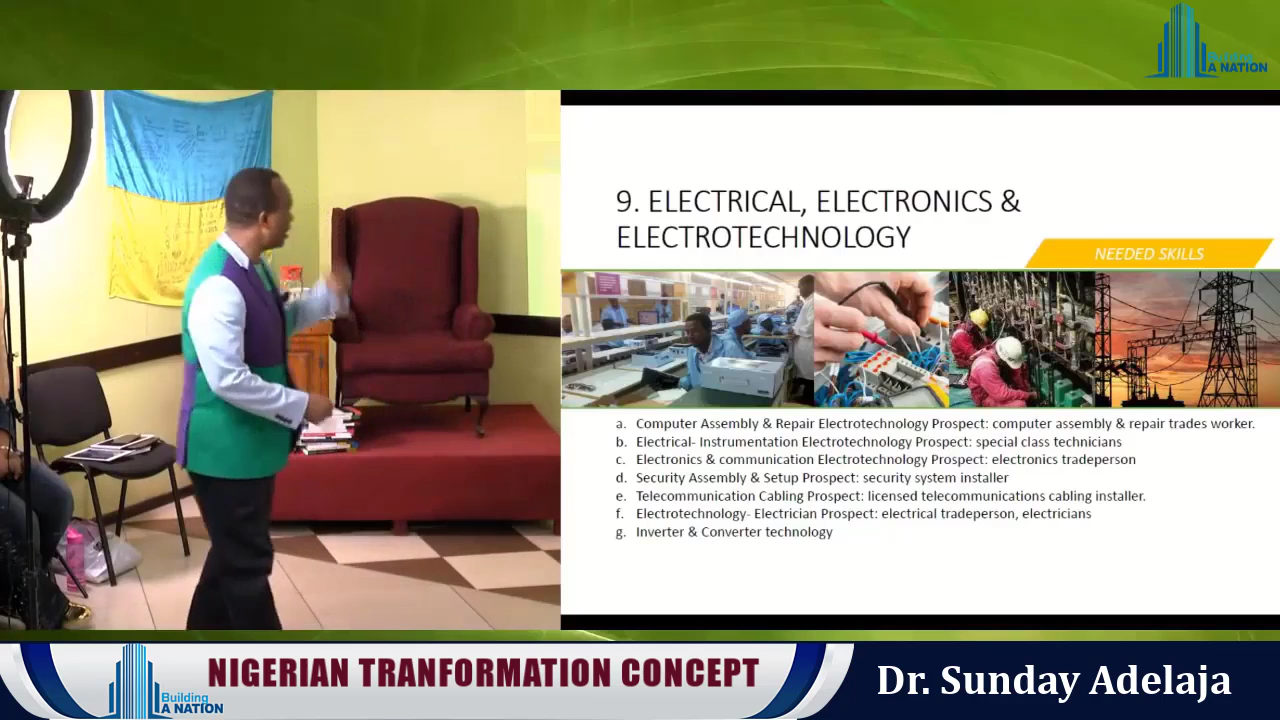 Building
A NATION
9. ELECTRICAL, ELECTRONICS &
ELECTROTECHNOLOGY
NEEDED SKILLS
a. Computer Assembly & Repair Electrotechnology Prospect: computer assembly & repair trades worker.
b. Electrical- Instrumentation Electrotechnology Prospect: special class technicians
c. Electronics & communication Electrotechnology Prospect: electronics tradeperson
d. Security Assembly & Setup Prospect: security system installer
e. Telecommunication Cabling Prospect: licensed telecommunications cabling installer.
f. Electrotechnology- Electrician Prospect: electrical tradeperson, electricians
g. Inverter & Converter technology
Building
A NATION
NIGERIAN TRANFORMATION CONCEPT
Dr. Sunday Adelaja